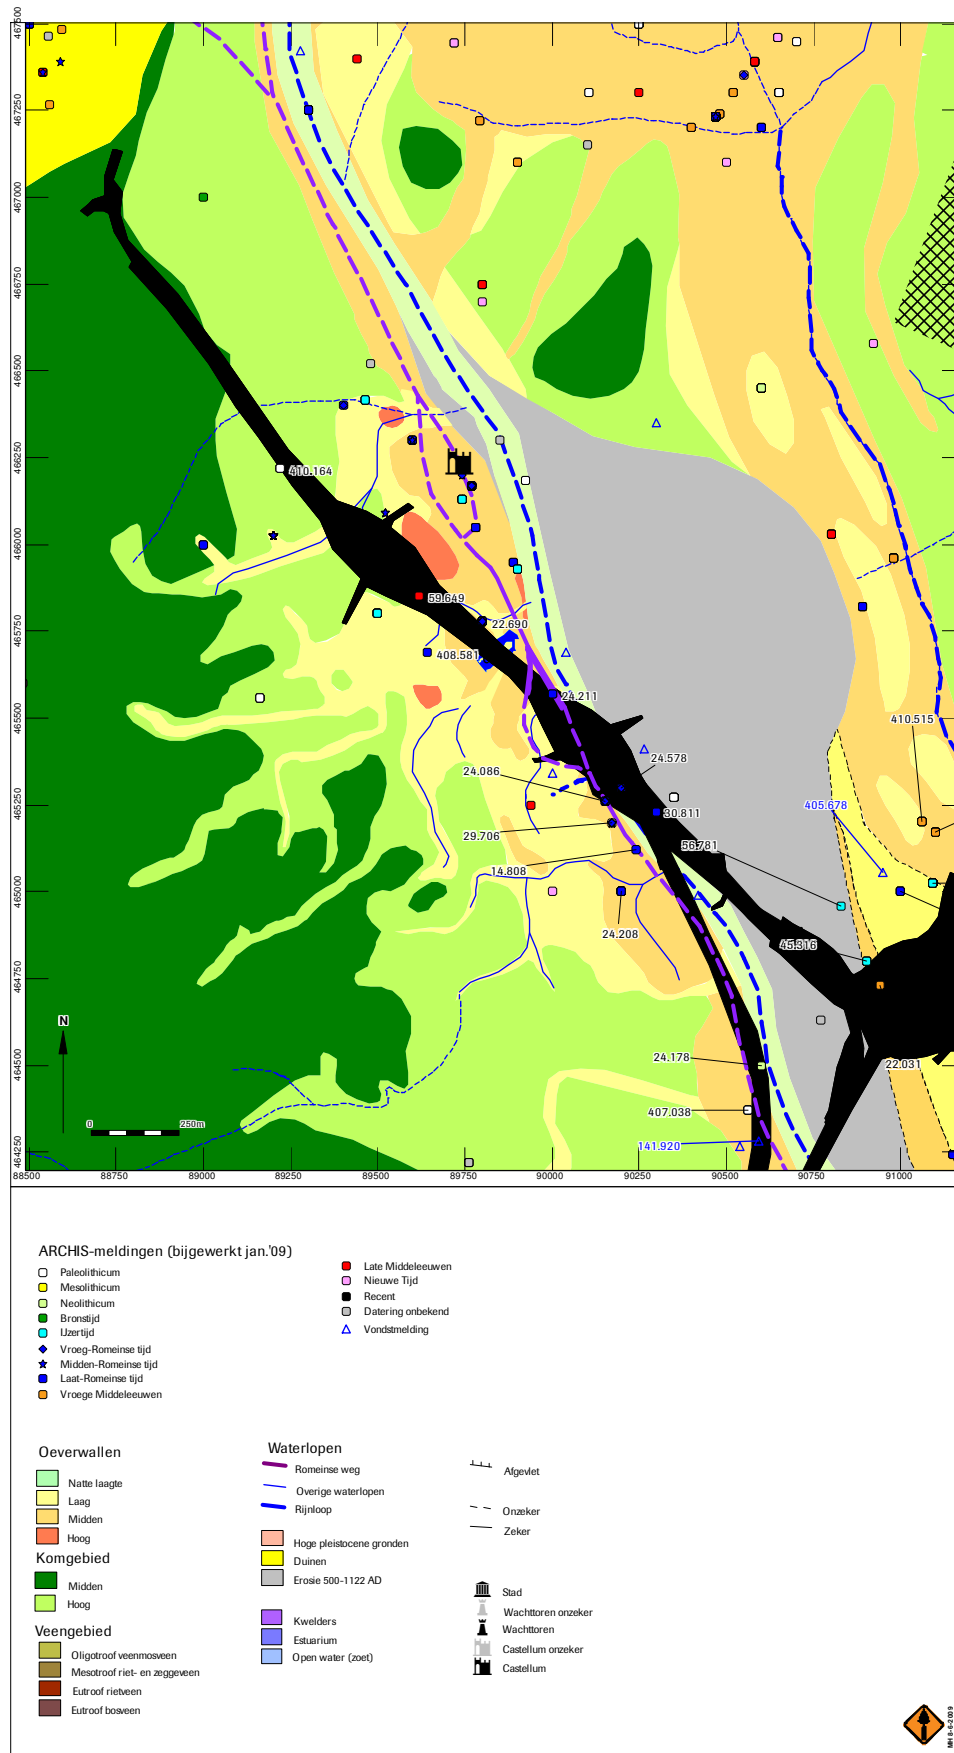 467500
467250
467000
466750
466500
466250
466000
465750
465500
465250
465000
464750
464500
464250
410.164
59.649
22.690
408.581
24.211
410.515
24.578
24.086
405.678
30.811
29.706
56.781
14.808
24.208
45.316
N
24.178
22.031
407.038
0 250m
141.920
88500 88750 89000 89250 89500 89750 90000 90250 90500 90750 91000
ARCHIS-meldingen (bijgewerkt jan.'09)
Paleolithicum
Mesolithicum
Neolithicum
Bronstijd
IJzertijd
Vroeg-Romeinse tijd
Midden-Romeinse tijd
Laat-Romeinse tijd
Vroege Middeleeuwen
Late Middeleeuwen
Nieuwe Tijd
Recent
Datering onbekend
Vondstmelding
Oeverwallen
Natte laagte
Laag
Midden
Hoog
Komgebied
Midden
Hoog
Veengebied
Oligotroof veenmosveen
Mesotroof riet- en zeggeveen
Eutroof rietveen
Eutroof bosveen
Waterlopen
Romeinse weg
Overige waterlopen
Rijnloop
Hoge pleistocene gronden
Duinen
Erosie 500-1122 AD
Kwelders
Estuarium
Open water (zoet)
Afgevlet
Onzeker
Zeker
Stad
Wachttoren onzeker
Wachttoren
Castellum onzeker
Castellum
MH 8-6-2009